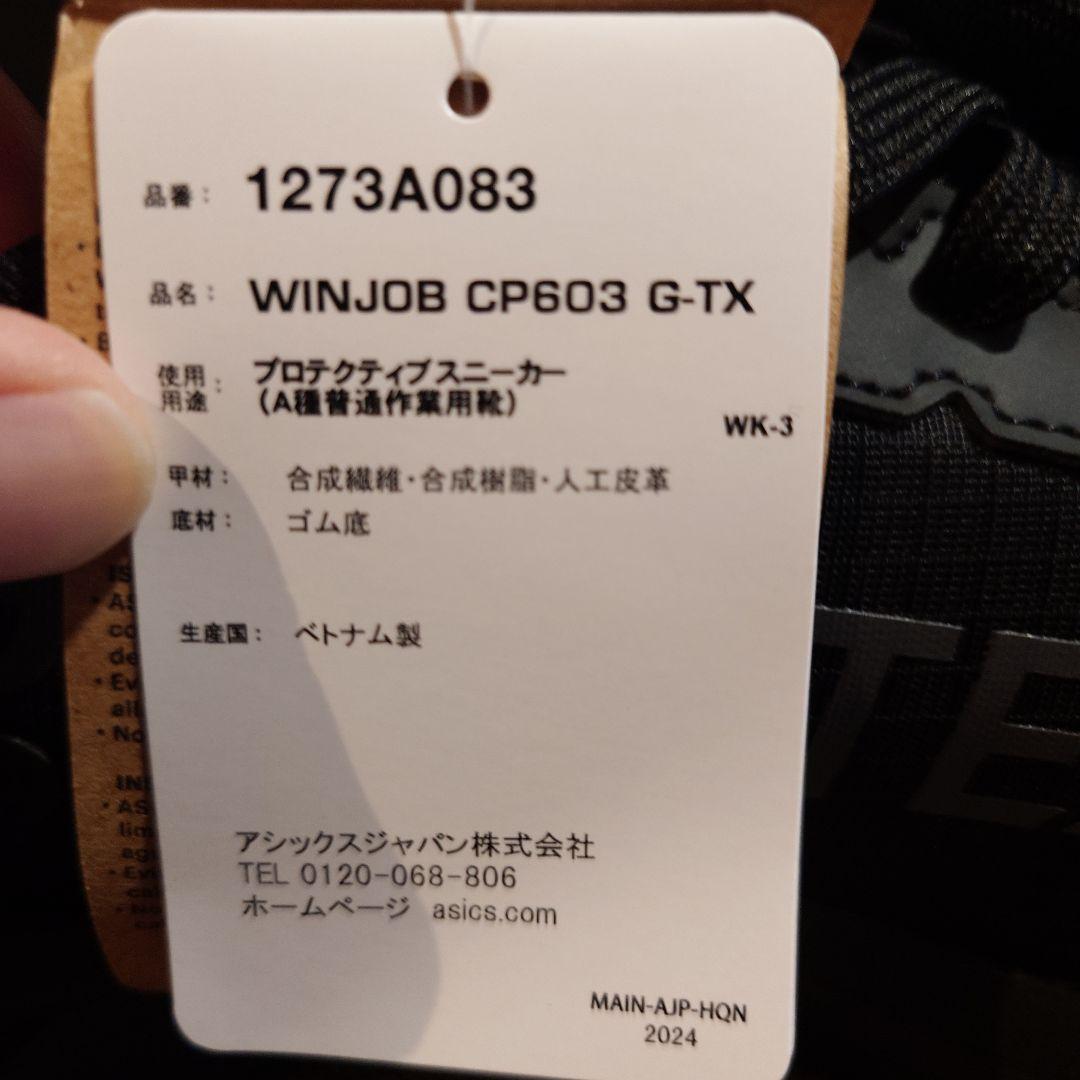 品番： 1273A083
品名： WINJOB CP603 G-TX
使用用途： プロテクティブスニーカー
（A種普通作業用靴）
WK-3
甲材： 合成繊維・合成樹脂・人工皮革
底材： ゴム底
生産国： ベトナム製
アシックスジャパン株式会社
TEL 0120-068-806
ホームページ asics.com
MAIN-AJP-HQN
2024